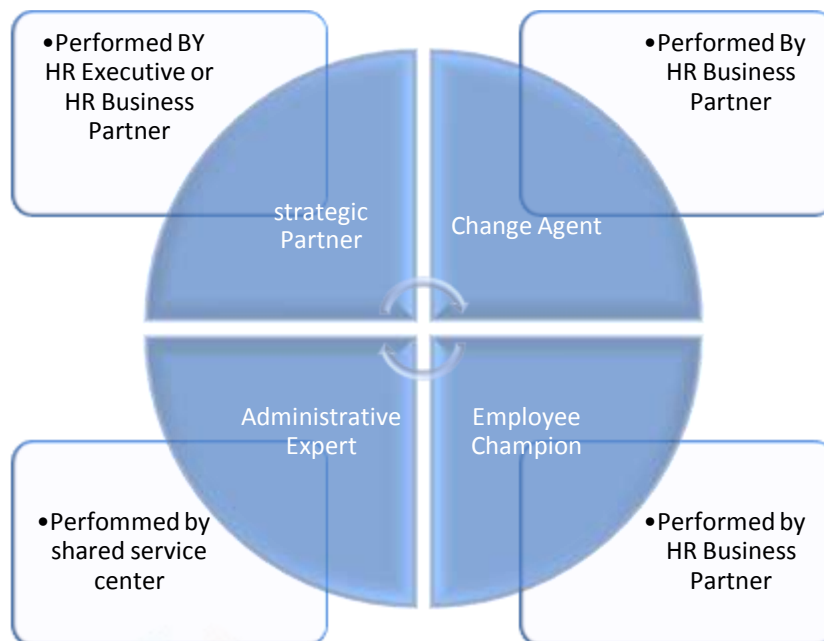 •Performed BY
HR Executive or
HR Business
Partner
•Performed By
HR Business
Partner
strategic
Partner
Change Agent
Administrative
Expert
Employee
Champion
•Perfommed by
shared service
center
•Performed by
HR Business
Partner